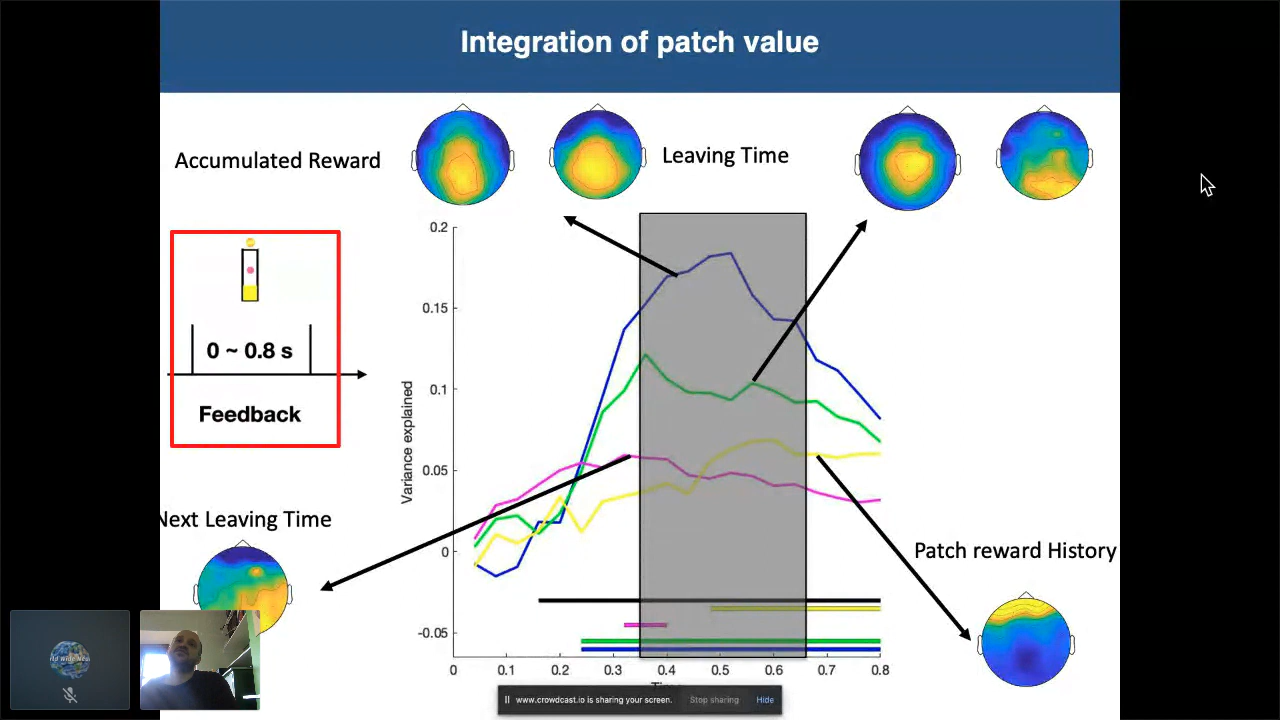 Integration of patch value
Accumulated Reward
Leaving Time
0 ~ 0.8 s
Feedback
Next Leaving Time
Patch reward History
Variance explained
0.2
0.15
0.1
0.05
0
-0.05
0 0.1 0.2 0.3 0.4 0.5 0.6 0.7 0.8
www.crowdcast.io is sharing your screen. Stop sharing Hide